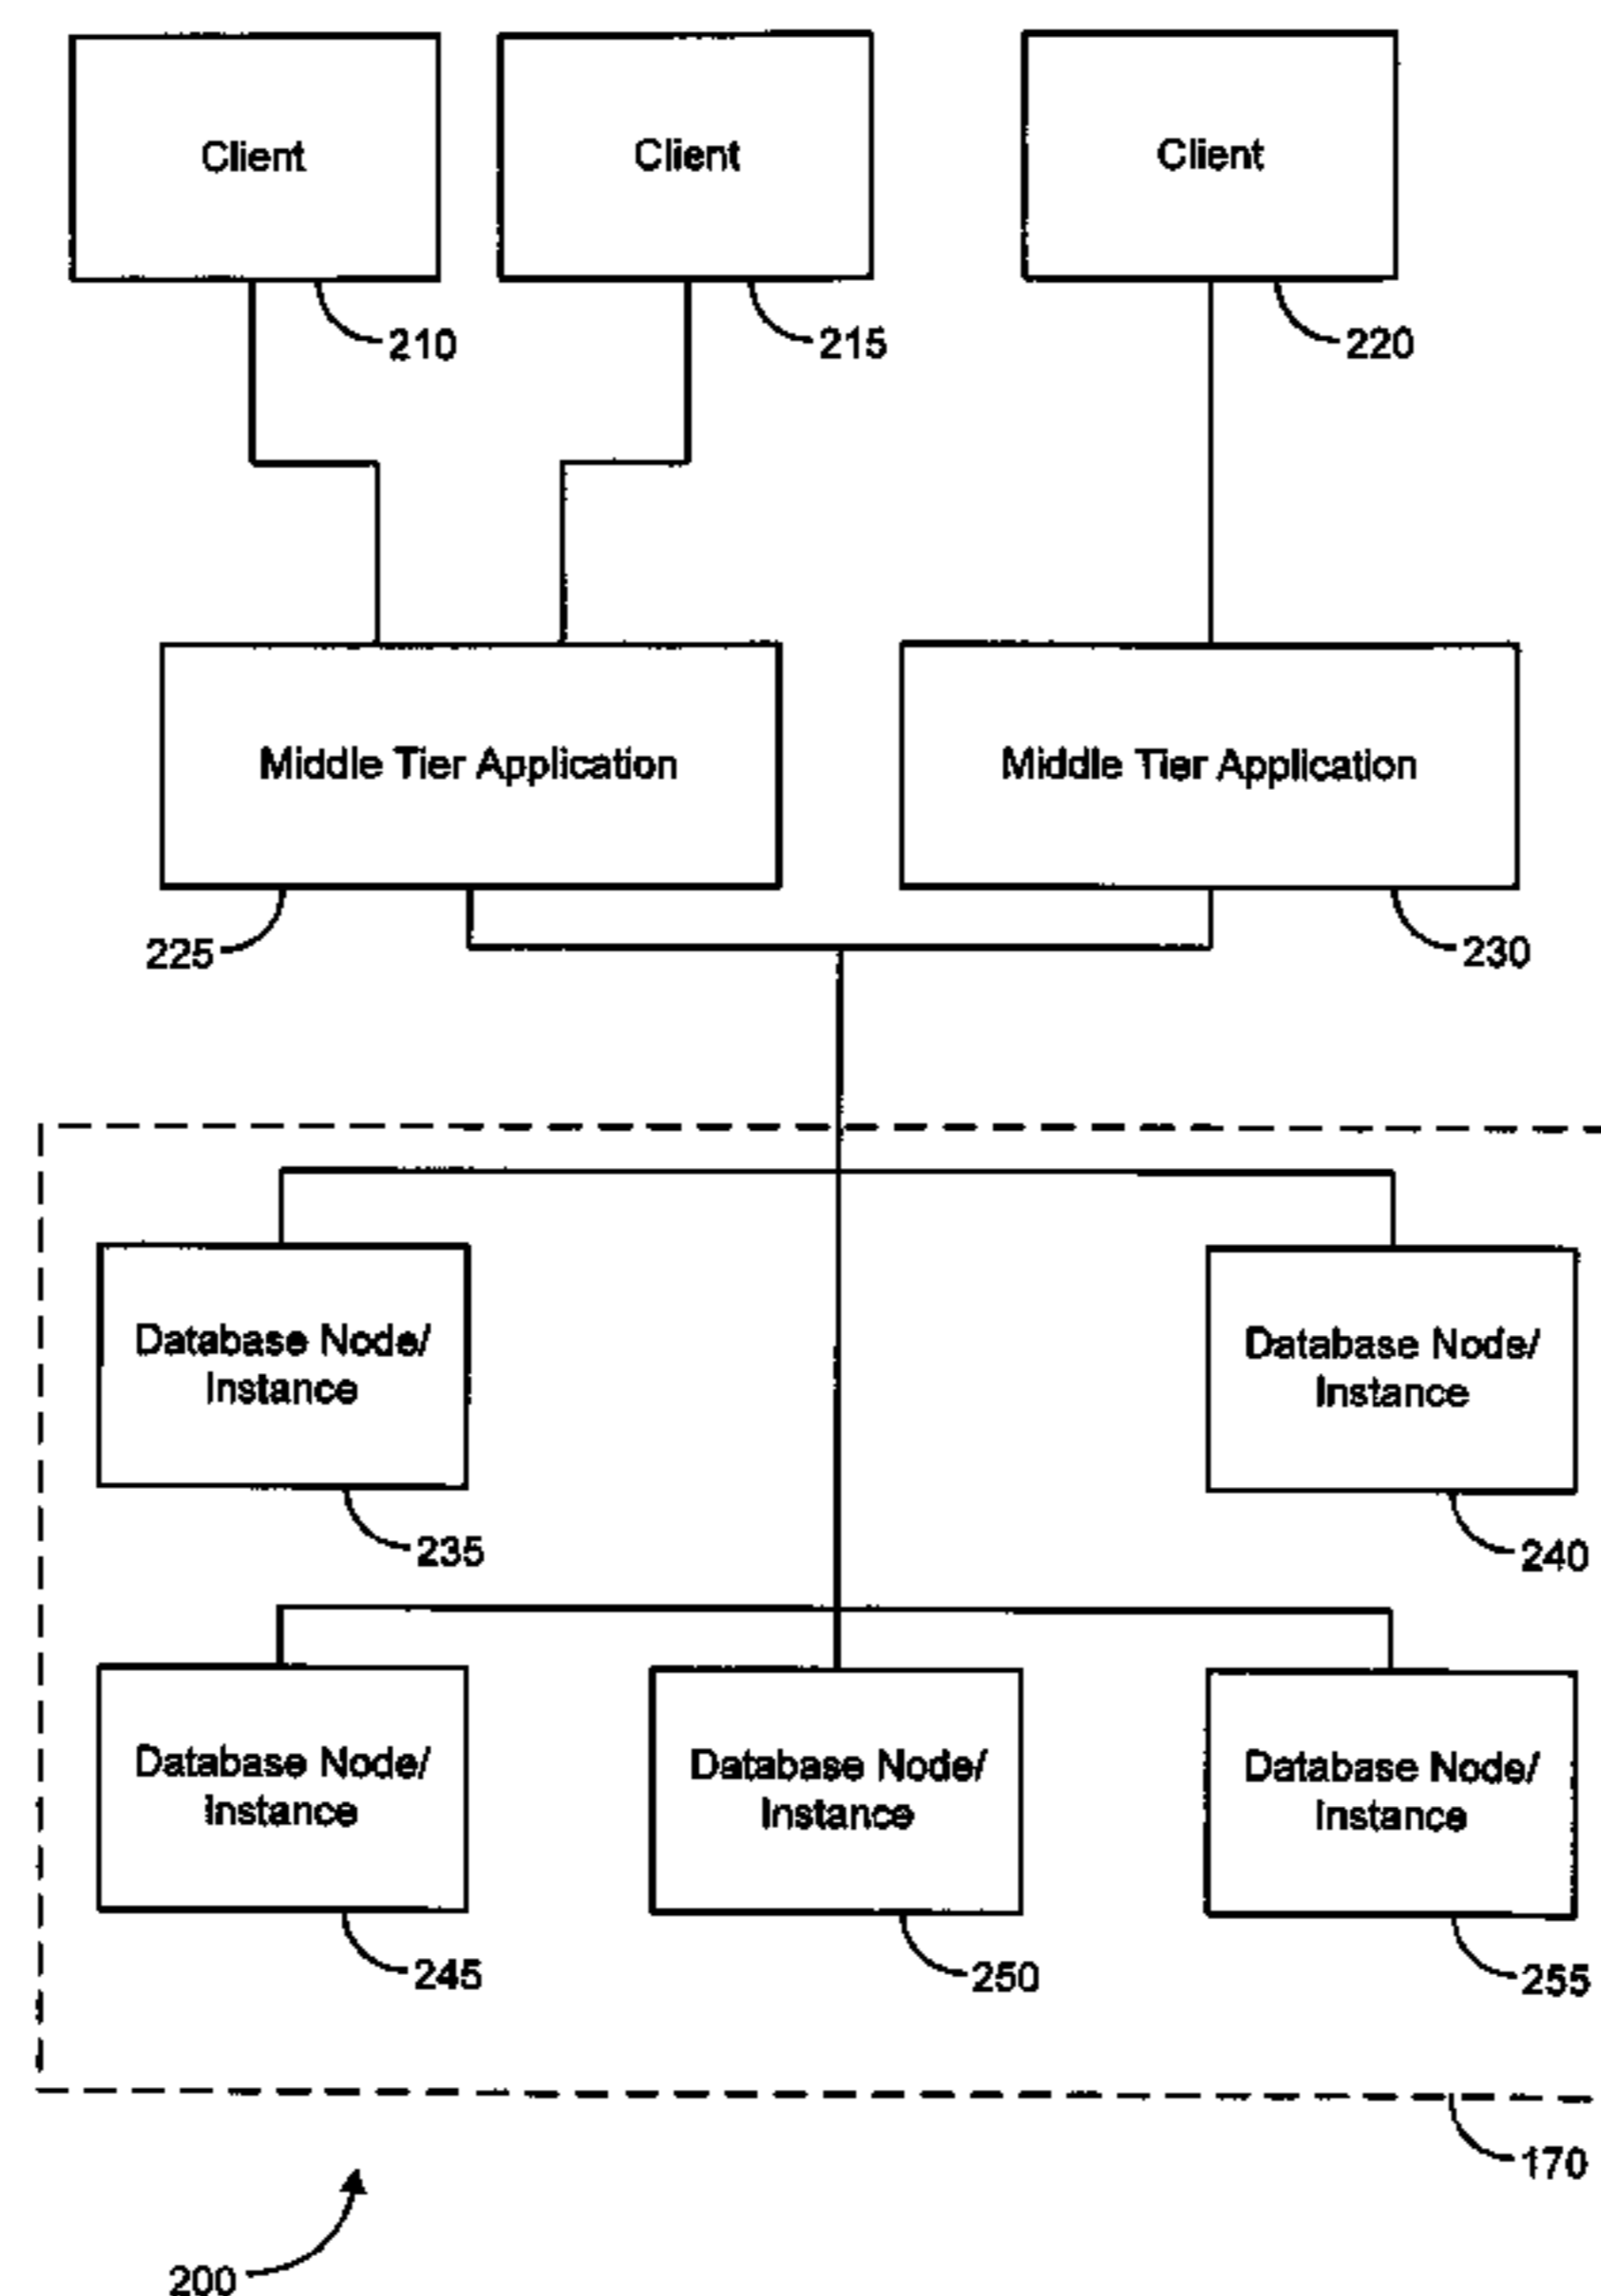 Client
Client
Client
210
215
220
Middle Tier Application
Middle Tier Application
225
230
Database Node/
Instance
Database Node/
Instance
235
240
Database Node/
Instance
Database Node/
Instance
Database Node/
Instance
245
250
255
170
200